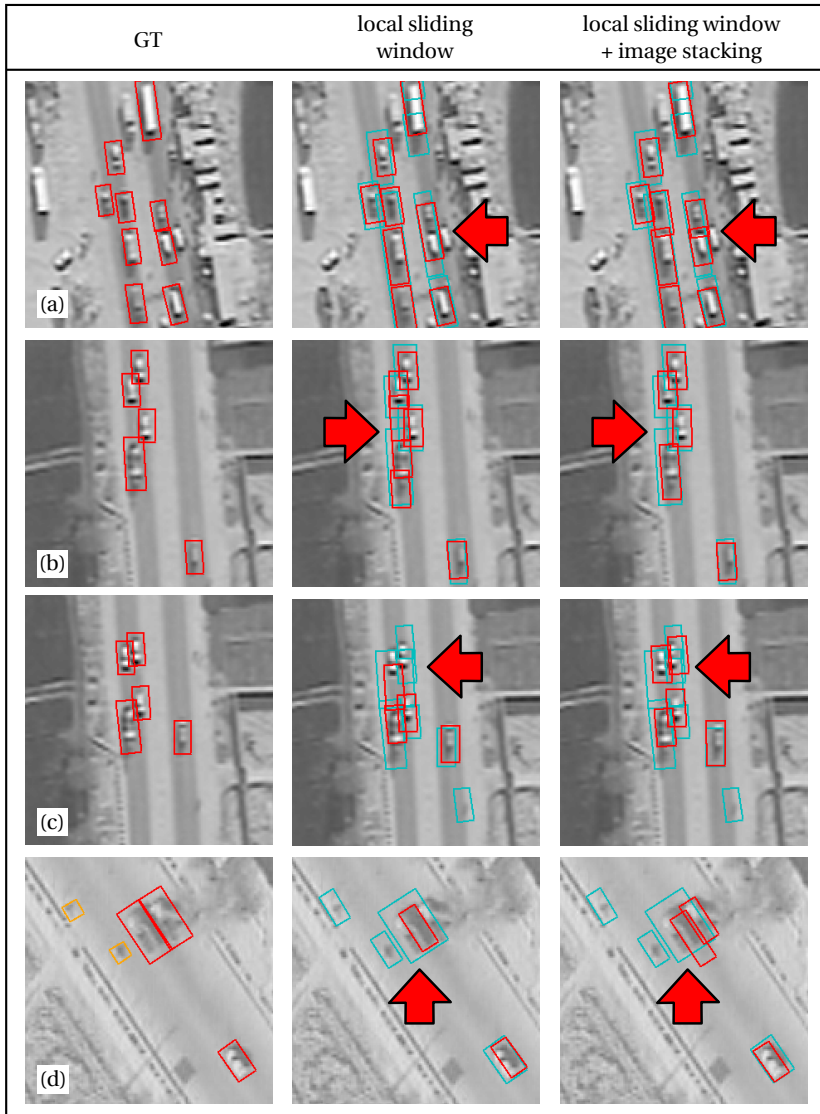 GT
local sliding
window
local sliding window
+ image stacking
(a)
(b)
(c)
(d)